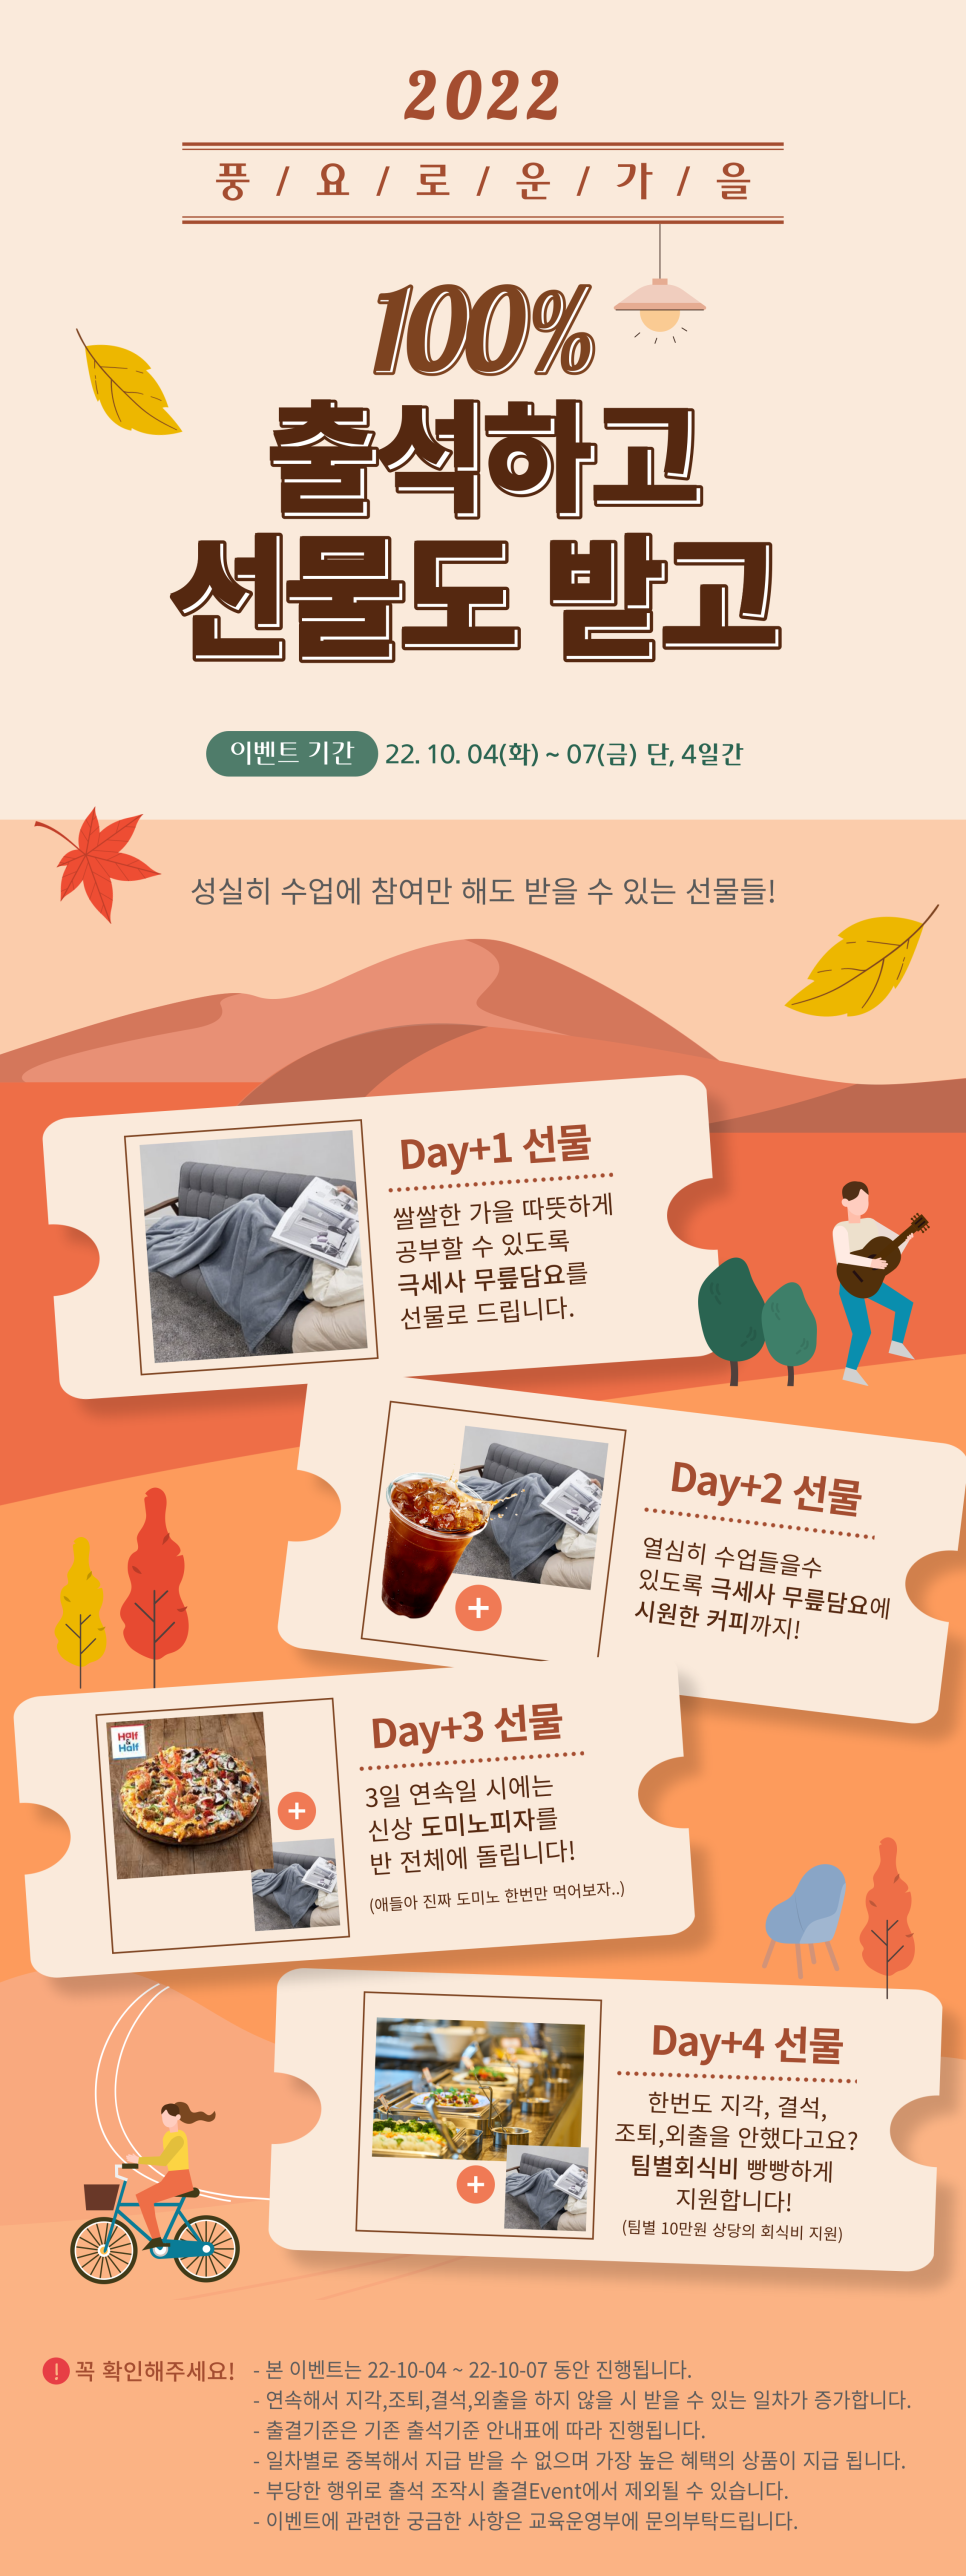 2022
풍 / 요 / 로 / 운 / 가 / 을
100%
출석하고
선물도 받고
이벤트 기간 22. 10. 04(화) ~ 07(금) 단, 4일간
성실히 수업에 참여만 해도 받을 수 있는 선물들!
Day+1 선물
쌀쌀한 가을 따뜻하게
공부할 수 있도록
극세사 무릎담요를
선물로 드립니다.
Day+2 선물
열심히 수업들을수
있도록 극세사 무릎담요에
시원한 커피까지!
+
Half
&
Half
+
Day+3 선물
3일 연속일 시에는
신상 도미노피자를
반 전체에 돌립니다!
(애들아 진짜 도미노 한번만 먹어보자..)
Day+4 선물
한번도 지각, 결석,
조퇴,외출을 안했다고요?
팀별회식비 빵빵하게
지원합니다!
(팀별 10만원 상당의 회식비 지원)
+
! 꼭 확인해주세요! - 본 이벤트는 22-10-04 ~ 22-10-07 동안 진행됩니다.
- 연속해서 지각,조퇴,결석,외출을 하지 않을 시 받을 수 있는 일차가 증가합니다.
- 출결기준은 기존 출석기준 안내표에 따라 진행됩니다.
- 일차별로 중복해서 지급 받을 수 없으며 가장 높은 혜택의 상품이 지급 됩니다.
- 부당한 행위로 출석 조작시 출결Event에서 제외될 수 있습니다.
- 이벤트에 관련한 궁금한 사항은 교육운영부에 문의부탁드립니다.